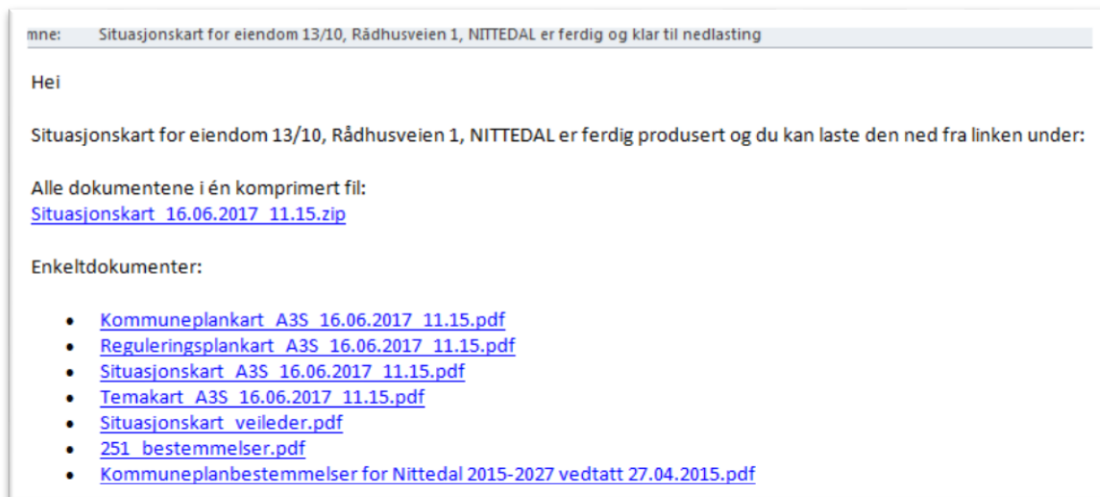 mne: Situasjonskart for eiendom 13/10, Rådhusveien 1, NITTEDAL er ferdig og klar til nedlasting
Hei
Situasjonskart for eiendom 13/10, Rådhusveien 1, NITTEDAL er ferdig produsert og du kan laste den ned fra linken under:
Alle dokumentene i én komprimert fil:
Situasjonskart_16.06.2017_11.15.zip
Enkeltdokumenter:
• Kommuneplankart_A3S_16.06.2017_11.15.pdf
• Reguleringsplankart_A3S_16.06.2017_11.15.pdf
• Situasjonskart_A3S_16.06.2017_11.15.pdf
• Temakart_A3S_16.06.2017_11.15.pdf
• Situasjonskart_veileder.pdf
• 251_bestemmelser.pdf
• Kommuneplanbestemmelser for Nittedal 2015-2027 vedtatt 27.04.2015.pdf